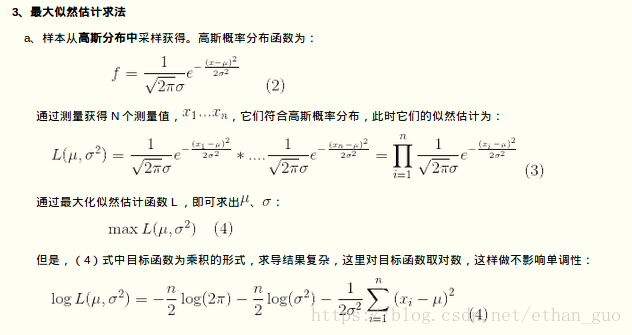 3、最大似然估计求法
a、样本从高斯分布中采样获得。高斯概率分布函数为：
f = \frac{1}{\sqrt{2\pi}\sigma} e^{-\frac{(x-\mu)^2}{2\sigma^2}} (2)
通过测量获得 N 个测量值，x_1 \cdots x_n，它们符合高斯概率分布，此时它们的似然估计为：
L(\mu, \sigma^2) = \frac{1}{\sqrt{2\pi}\sigma} e^{-\frac{(x_1-\mu)^2}{2\sigma^2}} * .... \frac{1}{\sqrt{2\pi}\sigma} e^{-\frac{(x_n-\mu)^2}{2\sigma^2}} = \prod_{i=1}^{n} \frac{1}{\sqrt{2\pi}\sigma} e^{-\frac{(x_i-\mu)^2}{2\sigma^2}} (3)
通过最大化似然估计函数 L ，即可求出μ、σ：
max L(\mu, \sigma^2) (4)
但是，（4）式中目标函数为乘积的形式，求导结果复杂，这里对目标函数取对数，这样做不影响单调性：
\log L(\mu, \sigma^2) = -\frac{n}{2} \log(2\pi) - \frac{n}{2} \log(\sigma^2) - \frac{1}{2\sigma^2} \sum_{i=1}^{n} (x_i - \mu)^2 (4)
https://blog.csdn.net/ethan_guo